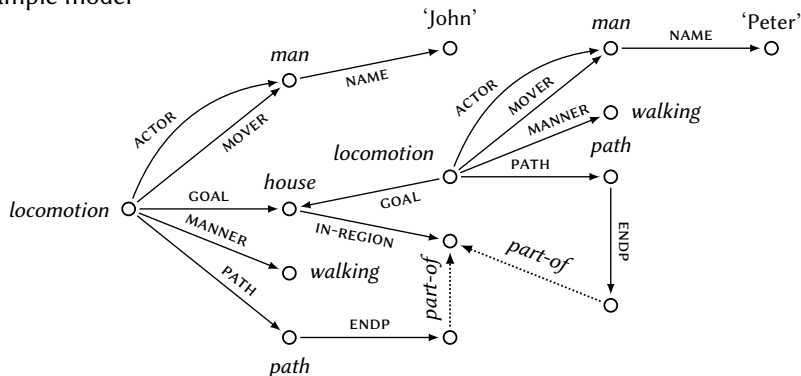 mple model
'John'
man
'Peter'
man
NAME
NAME
ACTOR
MOVER
MANNER
walking
ACTOR
MOVER
locomotion
PATH
path
house
GOAL
GOAL
locomotion
MANNER
IN-REGION
ENDP
part-of
walking
PATH
part-of
ENDP
path